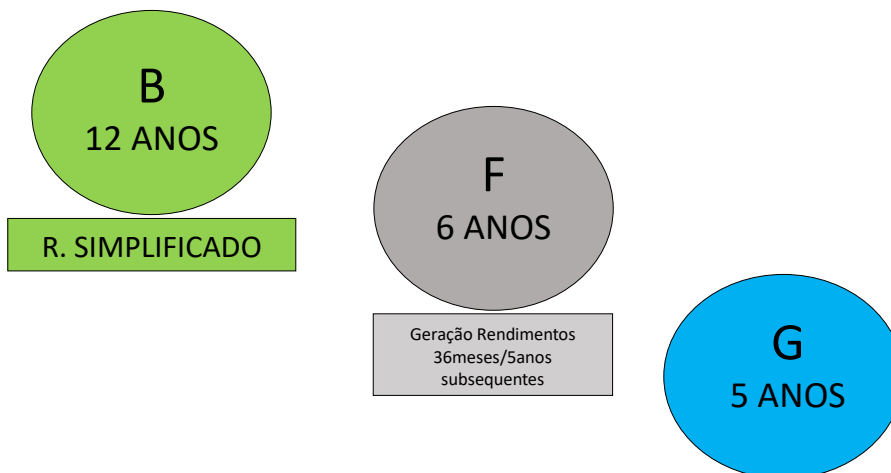 B
12 ANOS
R. SIMPLIFICADO
F
6 ANOS
Geração Rendimentos
36meses/5anos
subsequentes
G
5 ANOS